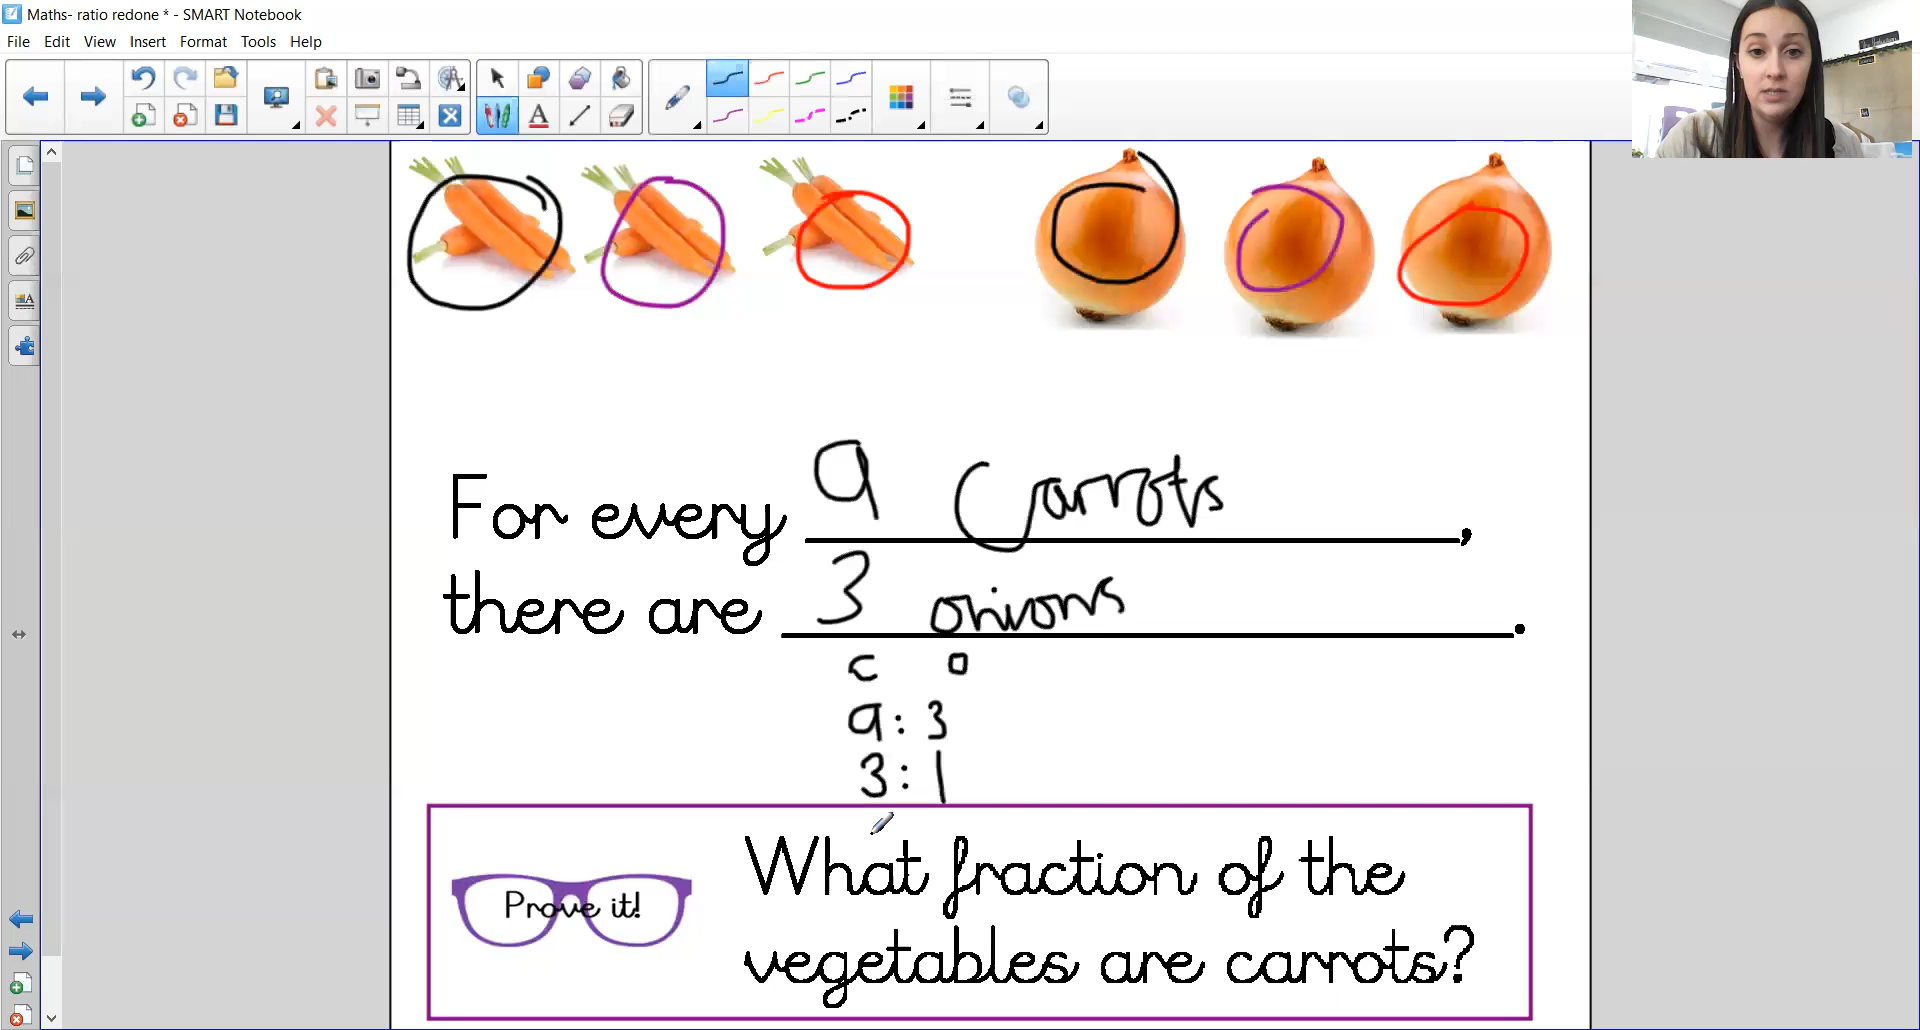 Maths- ratio redone * - SMART Notebook
File Edit View Insert Format Tools Help
For every 9 Carrots,
there are 3 onions.
C O
9:3
3:1
Prove it!
What fraction of the
vegetables are carrots?